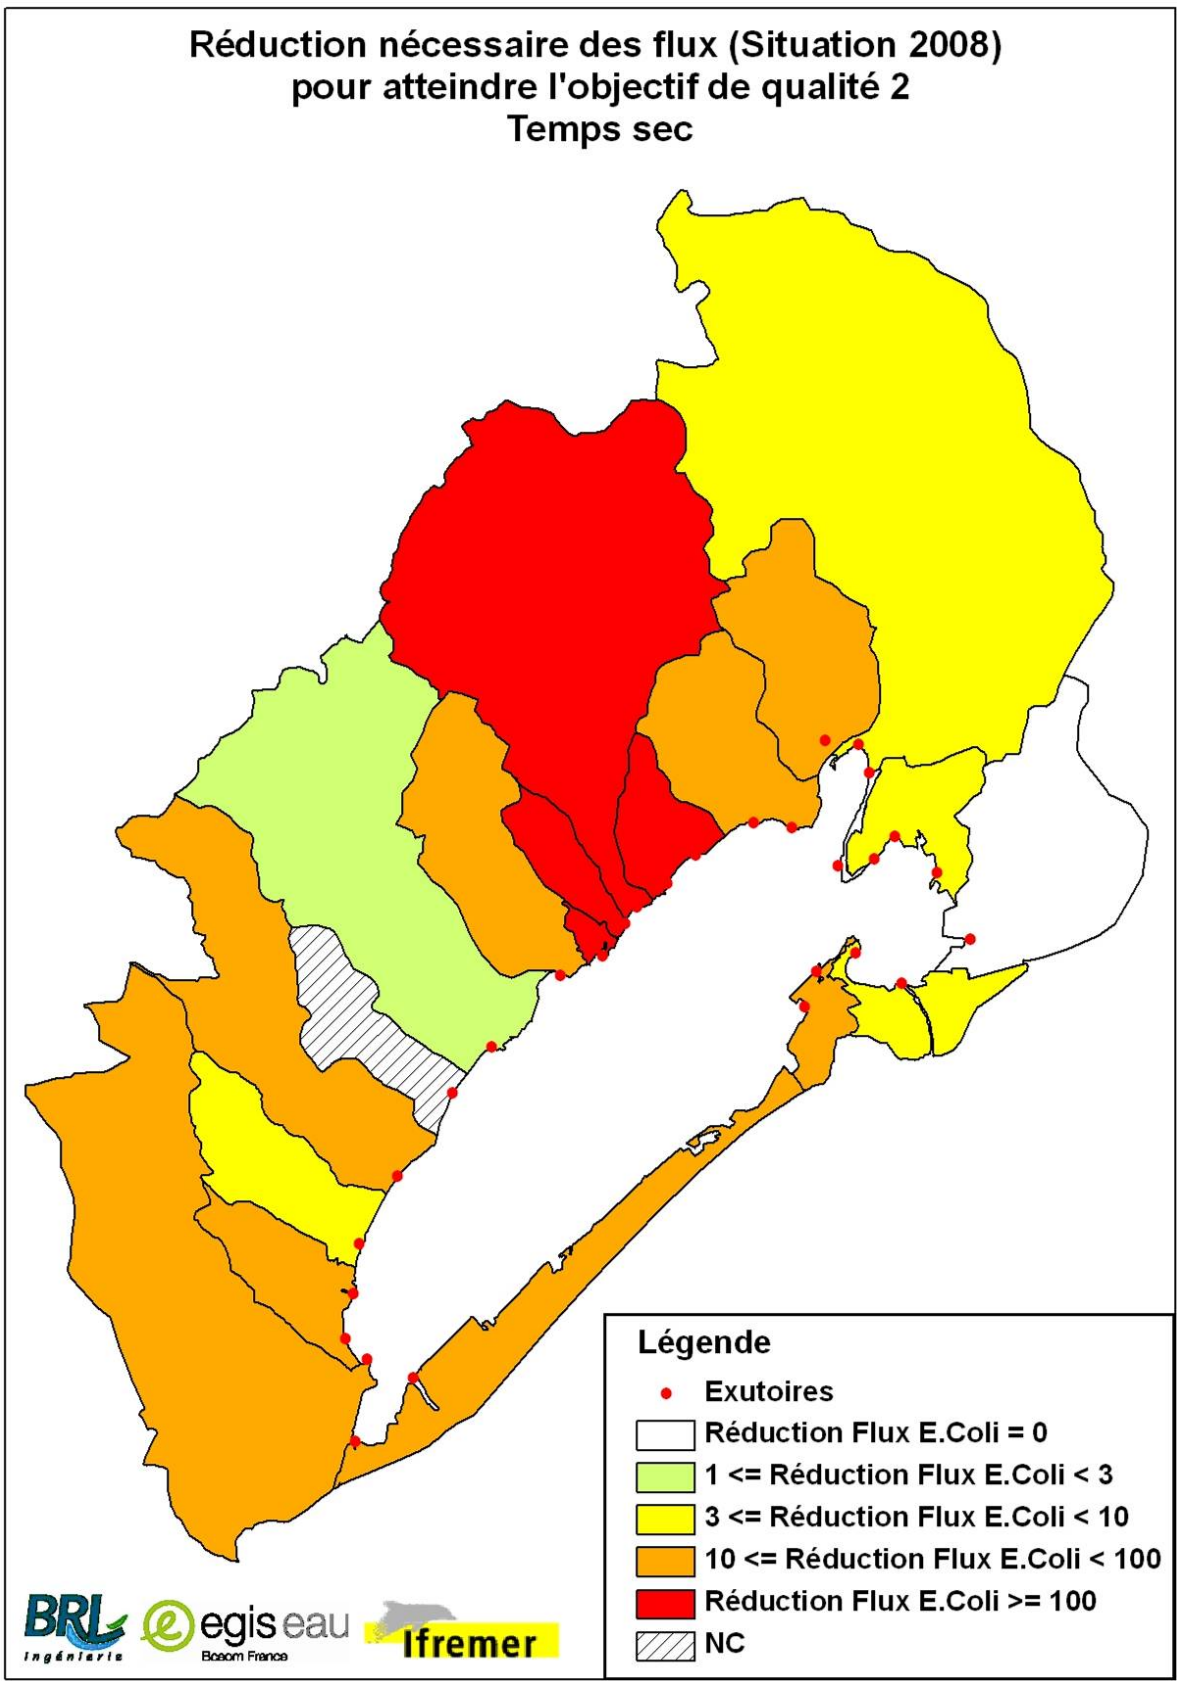 Réduction nécessaire des flux (Situation 2008)
pour atteindre l'objectif de qualité 2
Temps sec
Légende
Exutoires
Réduction Flux E.Coli = 0
1 <= Réduction Flux E.Coli < 3
3 <= Réduction Flux E.Coli < 10
10 <= Réduction Flux E.Coli < 100
Réduction Flux E.Coli >= 100
NC
BRL
Ingénierie
e egis eau
Bceom France
Ifremer